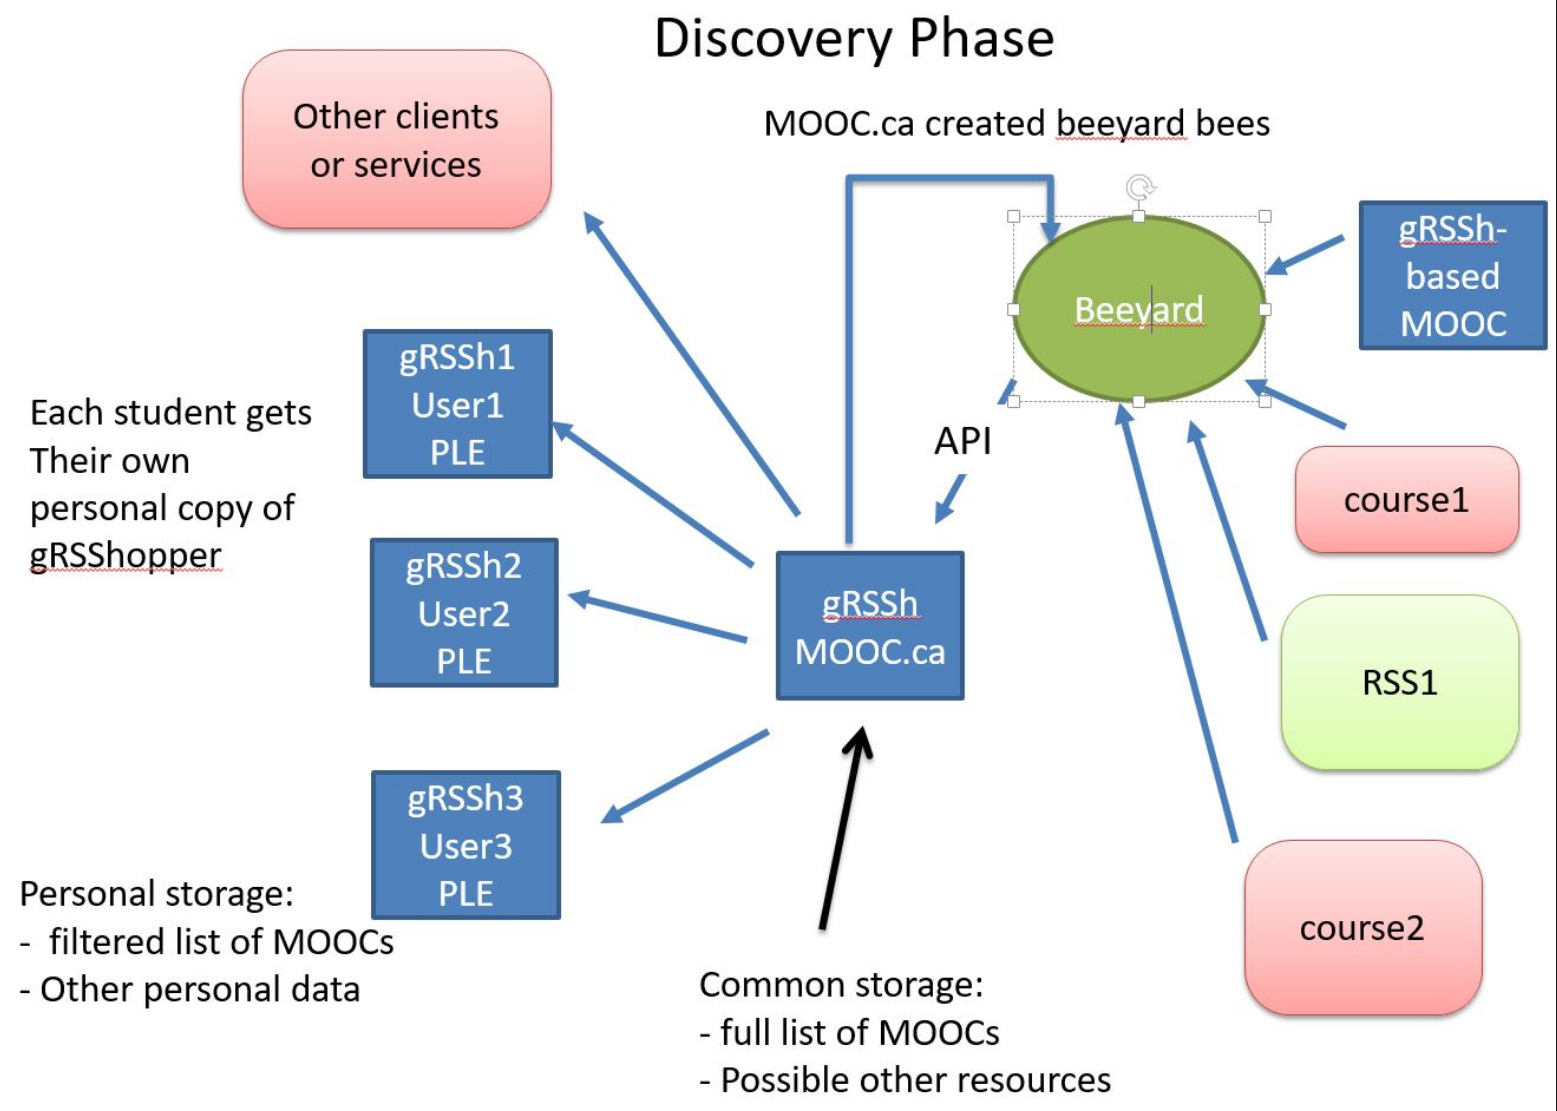 Discovery Phase
Other clients
or services
MOOC.ca created beeyard bees
gRSSh-
based
MOOC
Beeyard
gRSSh1
User1
PLE
Each student gets
Their own
personal copy of
gRSShopper
API
course1
gRSSh2
User2
PLE
gRSSh
MOOC.ca
RSS1
gRSSh3
User3
PLE
Personal storage:
-  filtered list of MOOCs
- Other personal data
course2
Common storage:
- full list of MOOCs
- Possible other resources